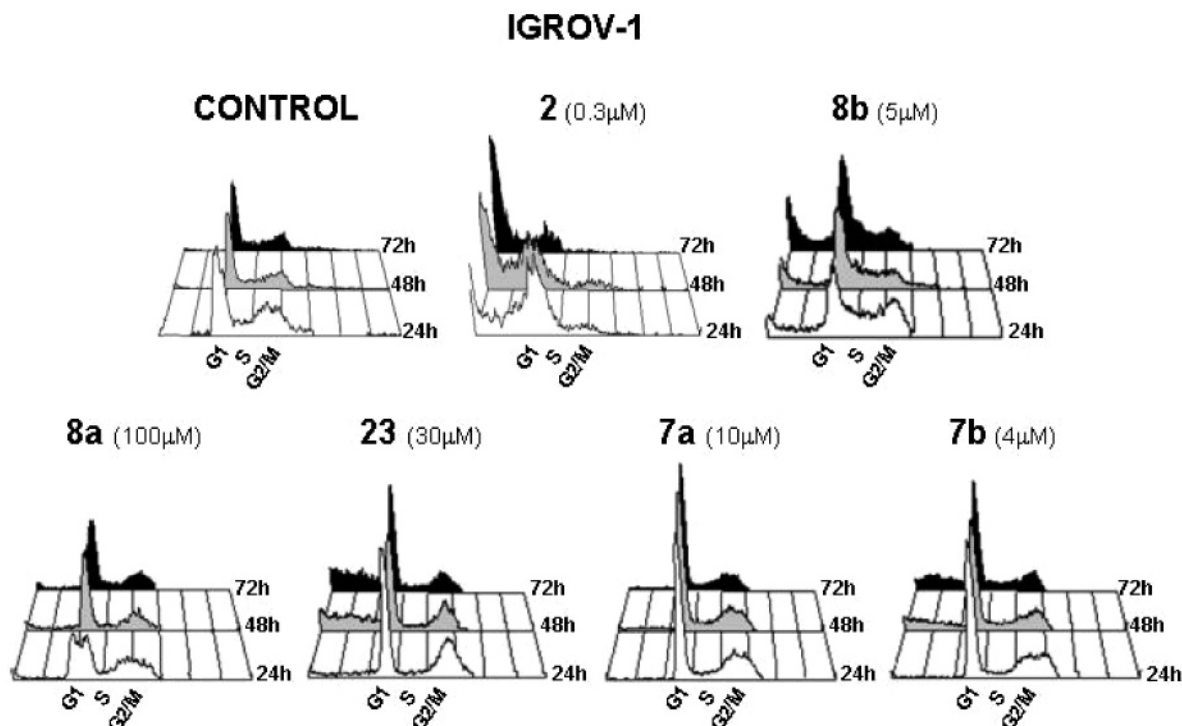 IGROV-1
CONTROL
2 (0.3μM)
8b (5μM)
72h
48h
24h
G1
S
G2/M
72h
48h
24h
G1
S
G2/M
72h
48h
24h
G1
S
G2/M
8a (100μM)
23 (30μM)
7a (10μM)
7b (4μM)
72h
48h
24h
G1
S
G2/M
72h
48h
24h
G1
S
G2/M
72h
48h
24h
G1
S
G2/M
72h
48h
24h
G1
S
G2/M